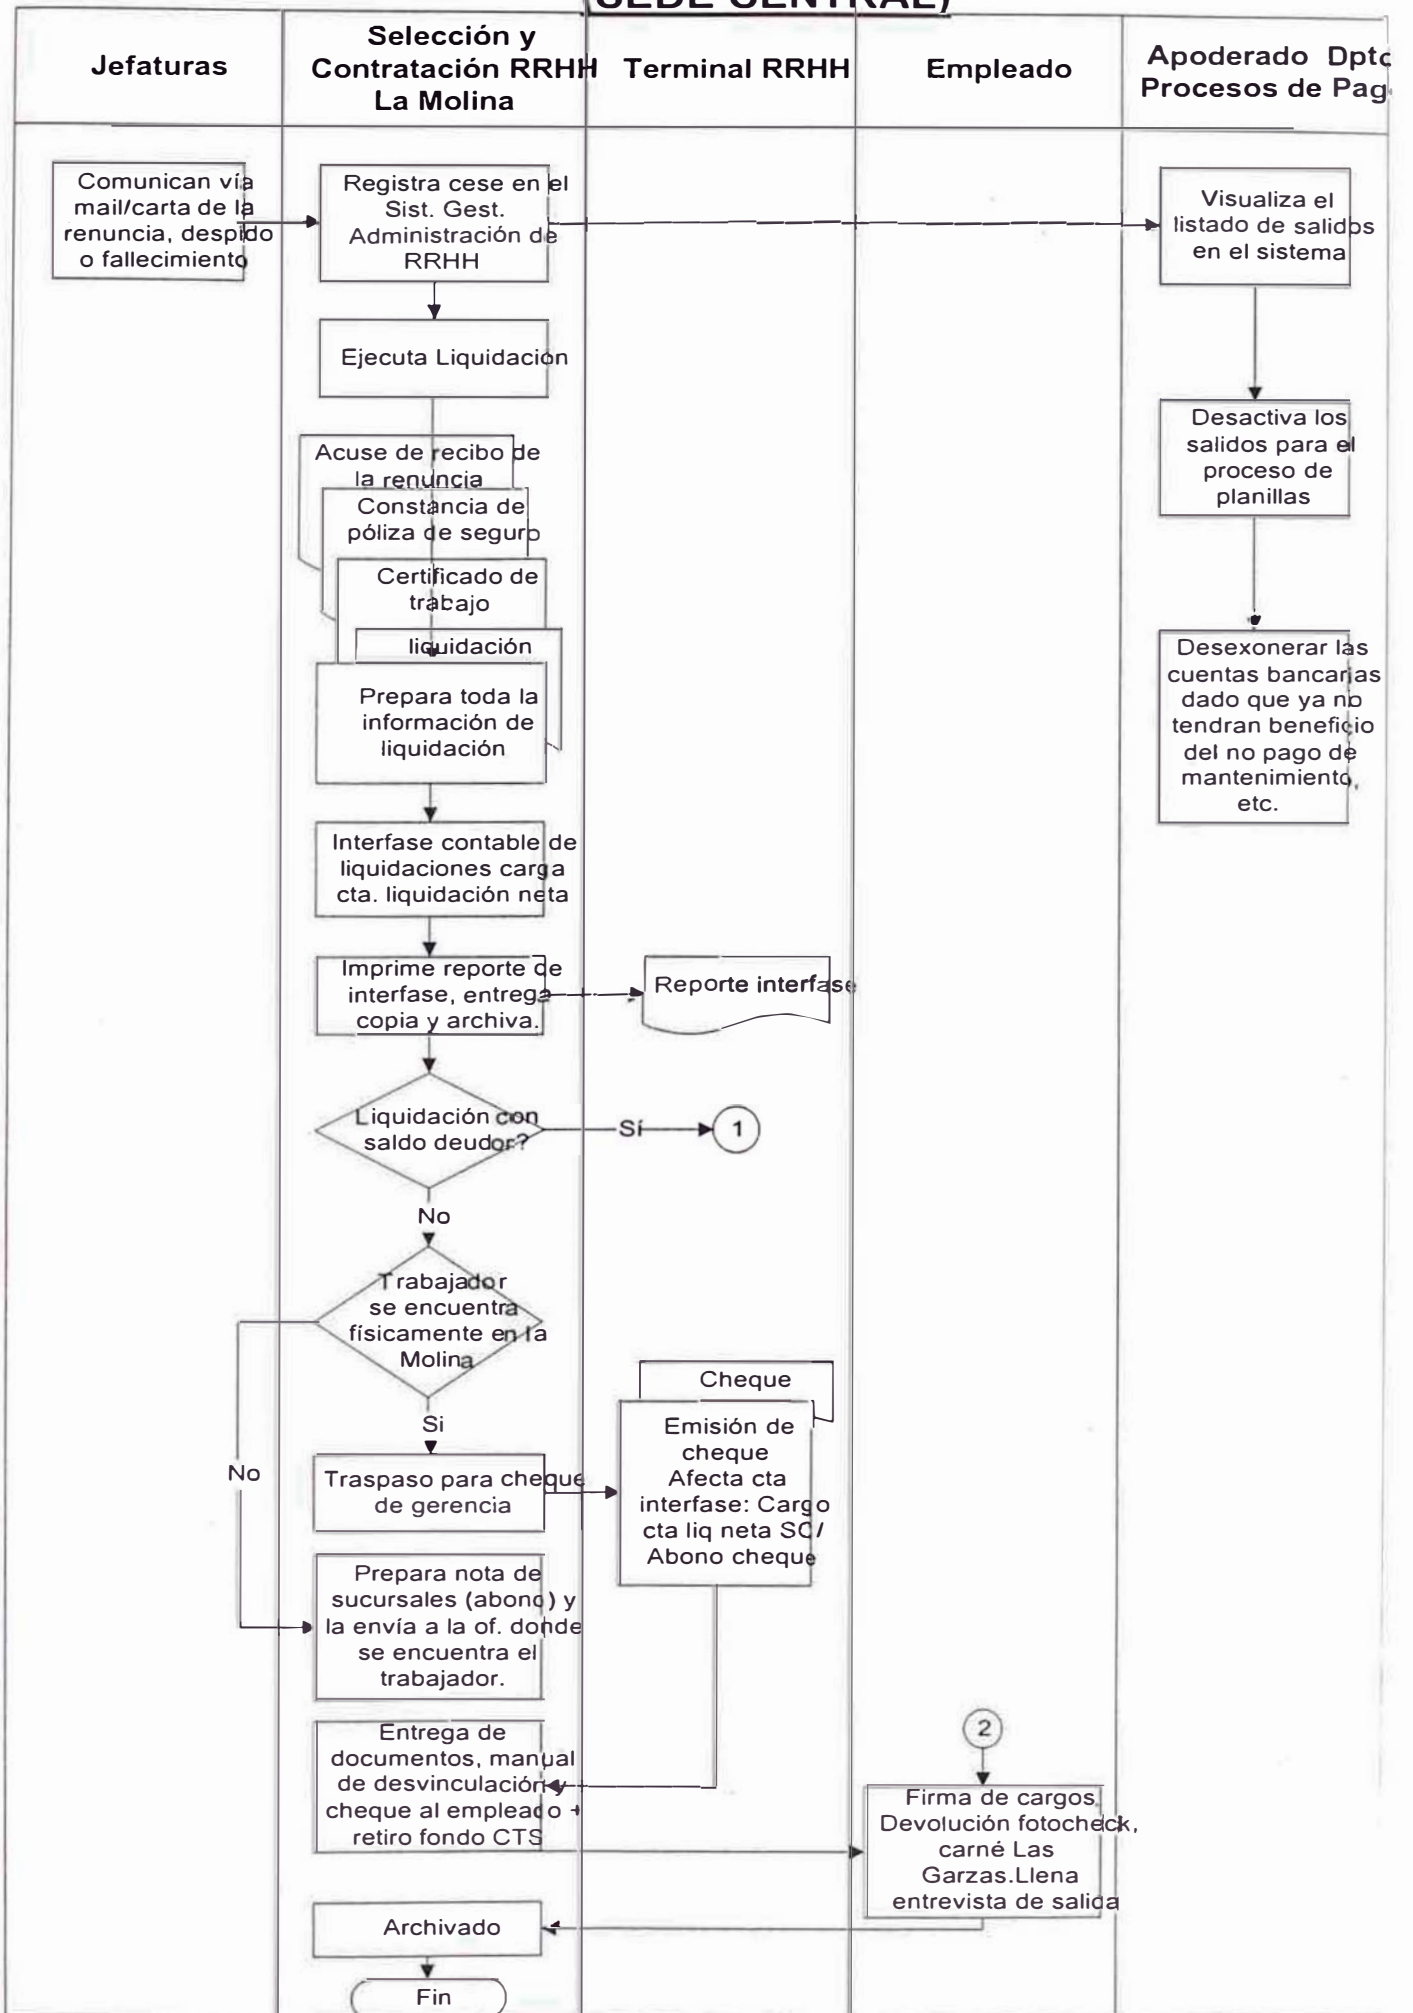 (SEDE CENTRAL)
Jefaturas
Selección y
Contratación RRHH
La Molina
Terminal RRHH
Empleado
Apoderado Dptc
Procesos de Pag
Comunican vía
mail/carta de la
renuncia, despido
o fallecimiento
Registra cese en el
Sist. Gest.
Administración de
RRHH
Visualiza el
listado de salidos
en el sistema
Ejecuta Liquidación
Desactiva los
salidos para el
proceso de
planillas
Acuse de recibo de
la renuncia
Constancia de
póliza de seguro
Certificado de
trabajo
liquidación
Prepara toda la
información de
liquidación
Desexonerar las
cuentas bancarias
dado que ya no
tendran beneficio
del no pago de
mantenimiento,
etc.
Interfase contable de
liquidaciones carga
cta. liquidación neta
Imprime reporte de
interfase, entrega
copia y archiva.
Reporte interfase
Liquidación con
saldo deudor?
Sí
1
No
Trabajador
se encuentra
físicamente en la
Molina
Si
No
Traspaso para cheque
de gerencia
Cheque
Emisión de
cheque
Afecta cta
interfase: Cargo
cta liq neta SC/
Abono cheque
Prepara nota de
sucursales (abono) y
la envía a la of. donde
se encuentra el
trabajador.
Entrega de
documentos, manual
de desvinculación y
cheque al empleado +
retiro fondo CTS
2
Firma de cargos,
Devolución fotocheck,
carné Las
Garzas.Llena
entrevista de salida
Archivado
Fin